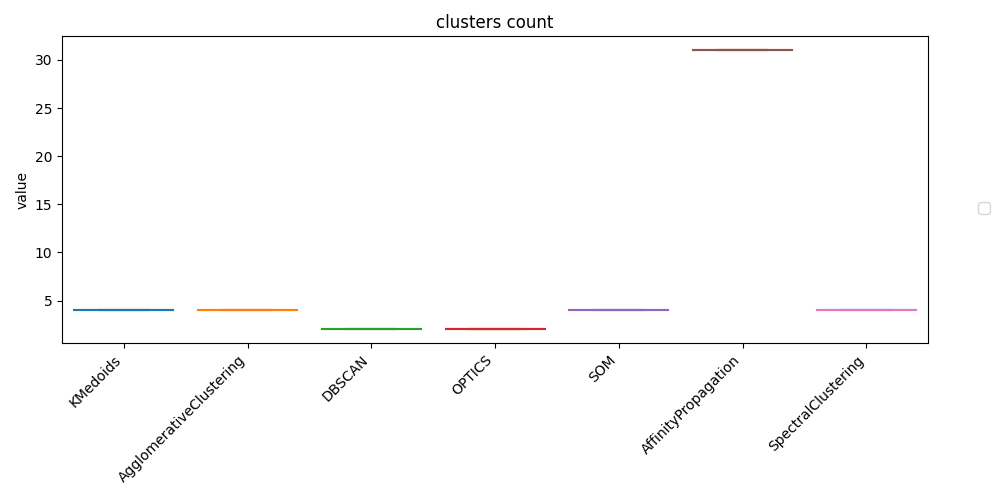 clusters count
value
30
25
20
15
10
5
KMedoids
AgglomerativeClustering
DBSCAN
OPTICS
SOM
AffinityPropagation
SpectralClustering